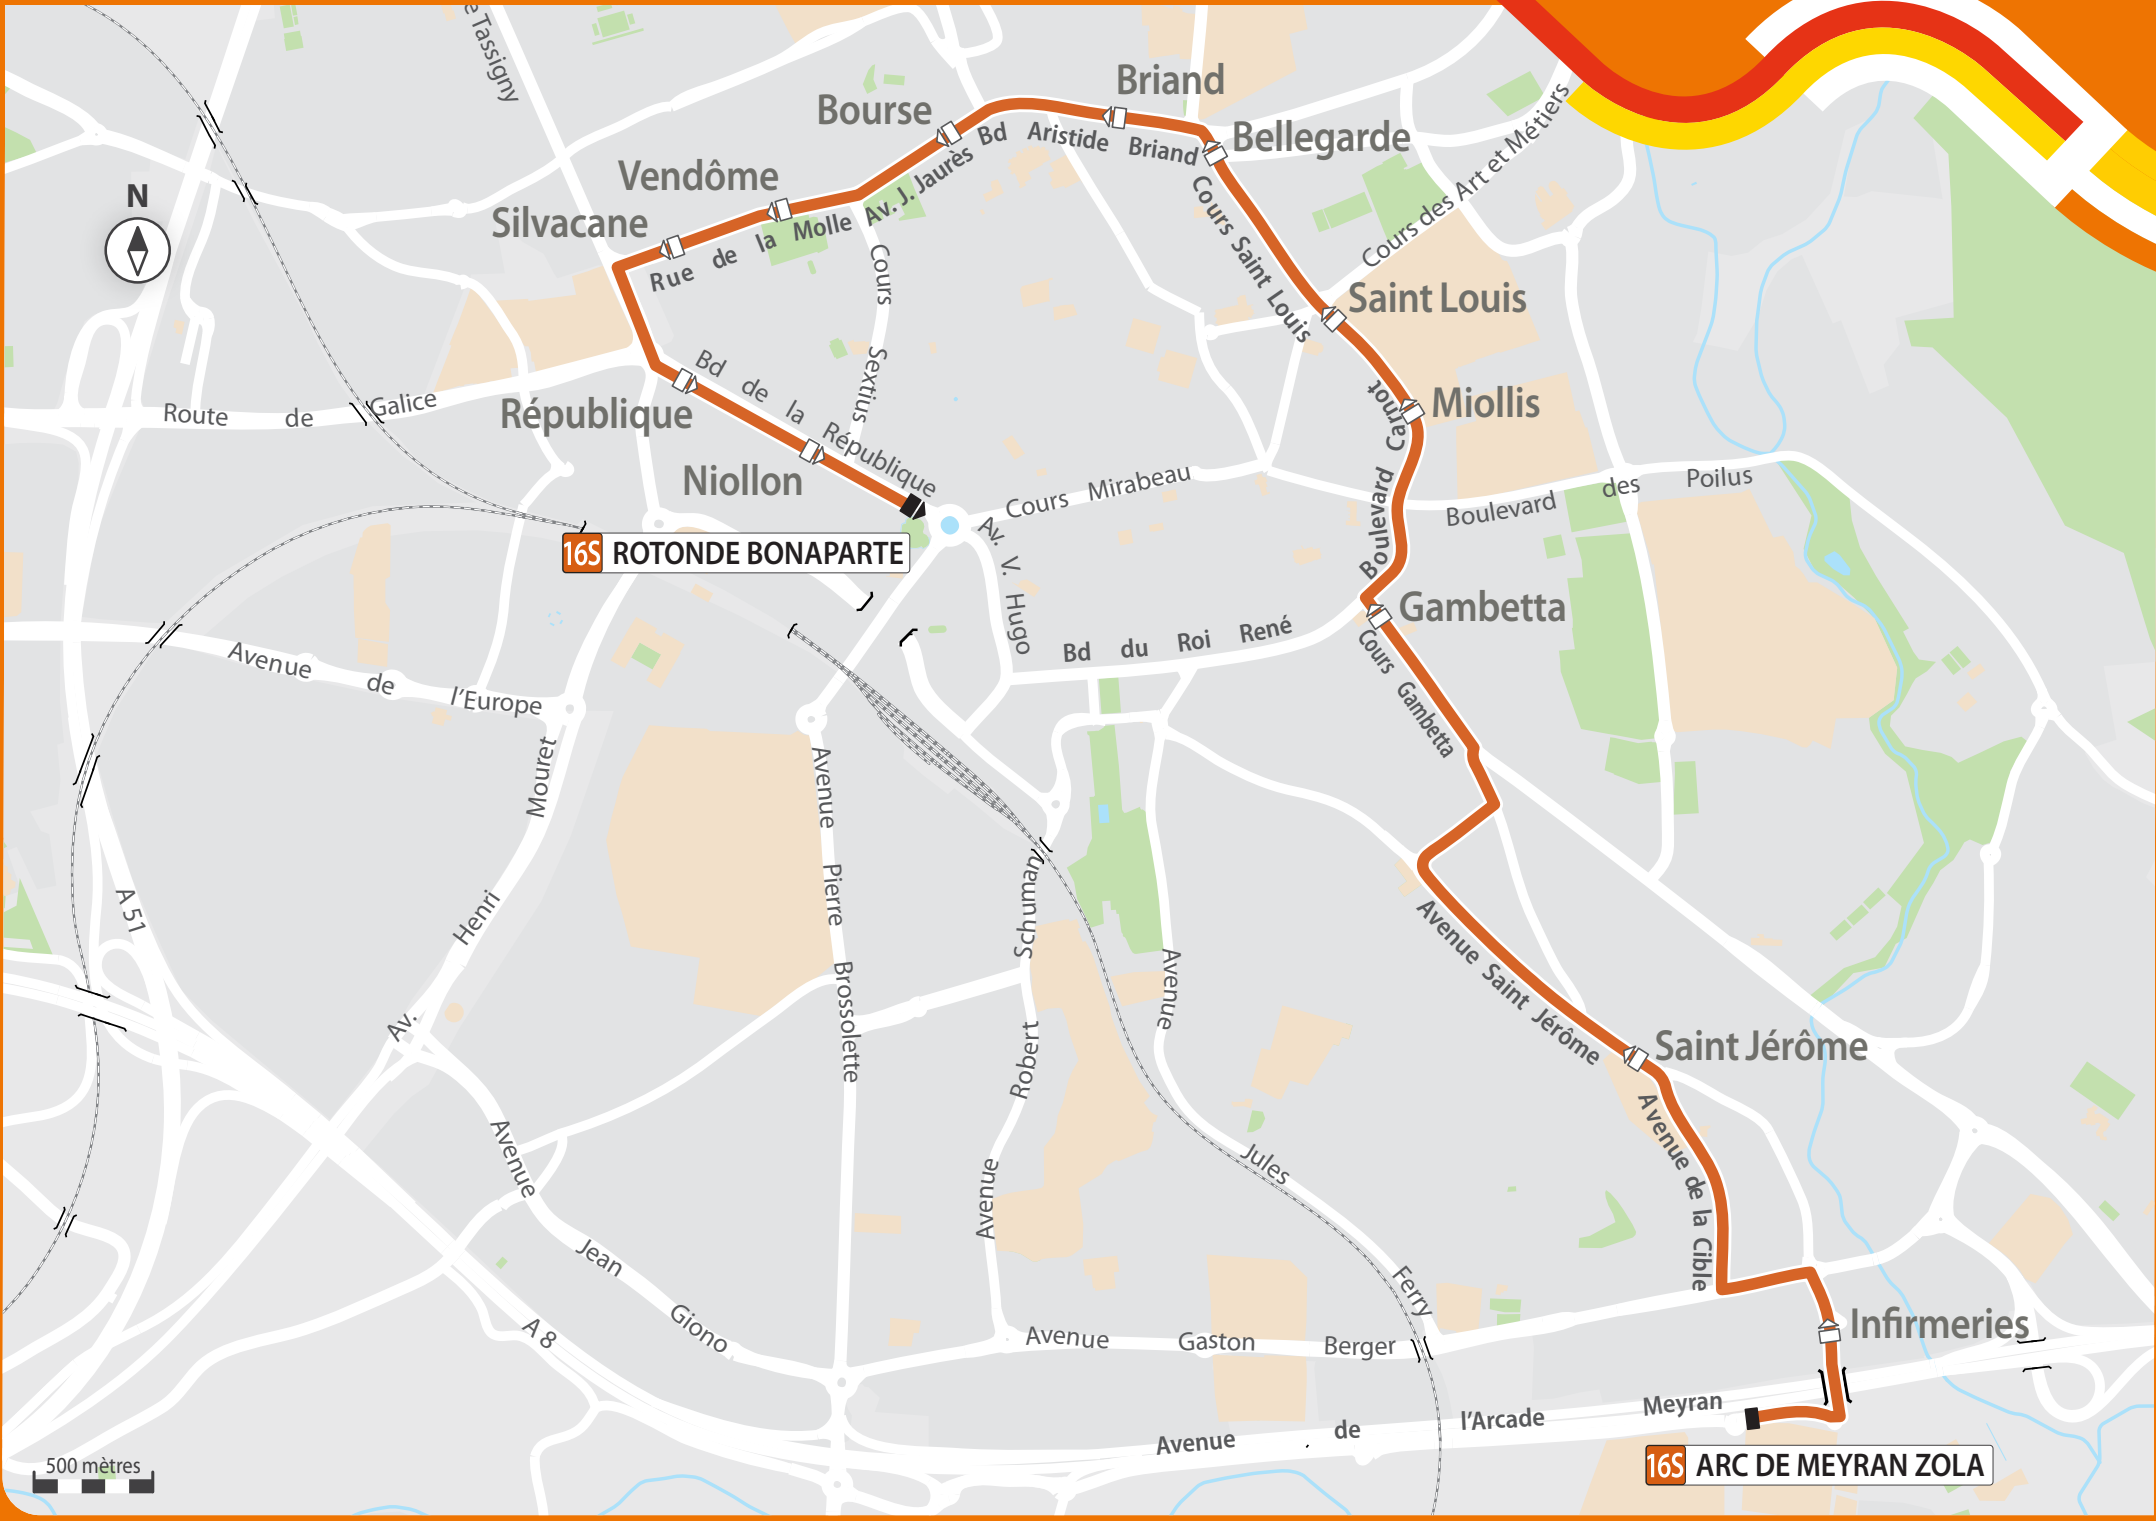 e Tassigny
N
Briand
Bourse
Bellegarde
Bd Aristide Briand
Cours des Art et Métiers
Vendôme
Av. J. Jaurès
Silvacane
Rue de la Molle
Cours Sextius
Cours Saint Louis
Saint Louis
Route de Galice
Bd de la République
République
Carnot
Miollis
Niollon
Cours Mirabeau
Boulevard des Poilus
Boulevard
16S ROTONDE BONAPARTE
Av. V. Hugo
Gambetta
Bd du Roi René
Cours Gambetta
Avenue de l'Europe
Av. Henri Mouret
Avenue Pierre Brossolette
A 51
Avenue Robert Schuman
Avenue Jules Ferry
Avenue Saint Jérôme
Saint Jérôme
Avenue de la Cible
Avenue Jean Giono
A 8
Avenue Gaston Berger
Infirmeries
Avenue de l'Arcade Meyran
500 mètres
16S ARC DE MEYRAN ZOLA